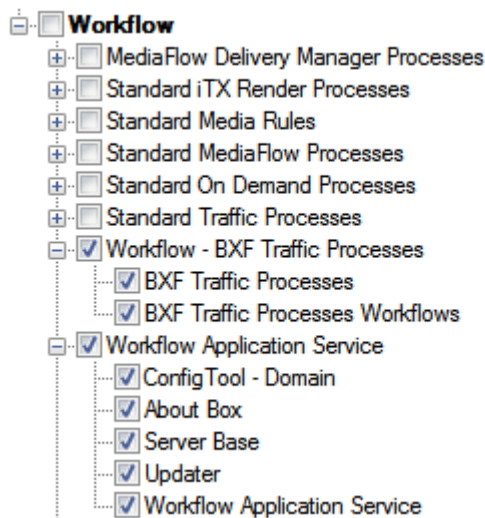 Workflow
MediaFlow Delivery Manager Processes
Standard iTX Render Processes
Standard Media Rules
Standard MediaFlow Processes
Standard On Demand Processes
Standard Traffic Processes
Workflow - BXF Traffic Processes
BXF Traffic Processes
BXF Traffic Processes Workflows
Workflow Application Service
ConfigTool - Domain
About Box
Server Base
Updater
Workflow Application Service